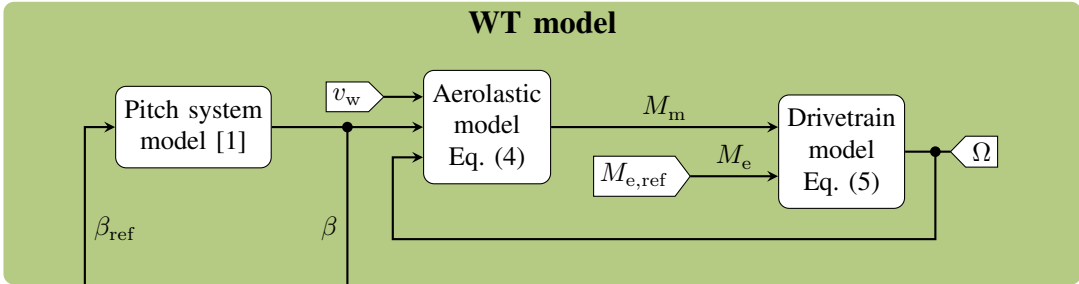 WT model
Pitch system
model [1]
v_w
Aerolastic
model
Eq. (4)
M_m
M_e,ref
M_e
Drivetrain
model
Eq. (5)
Ω
β_ref
β